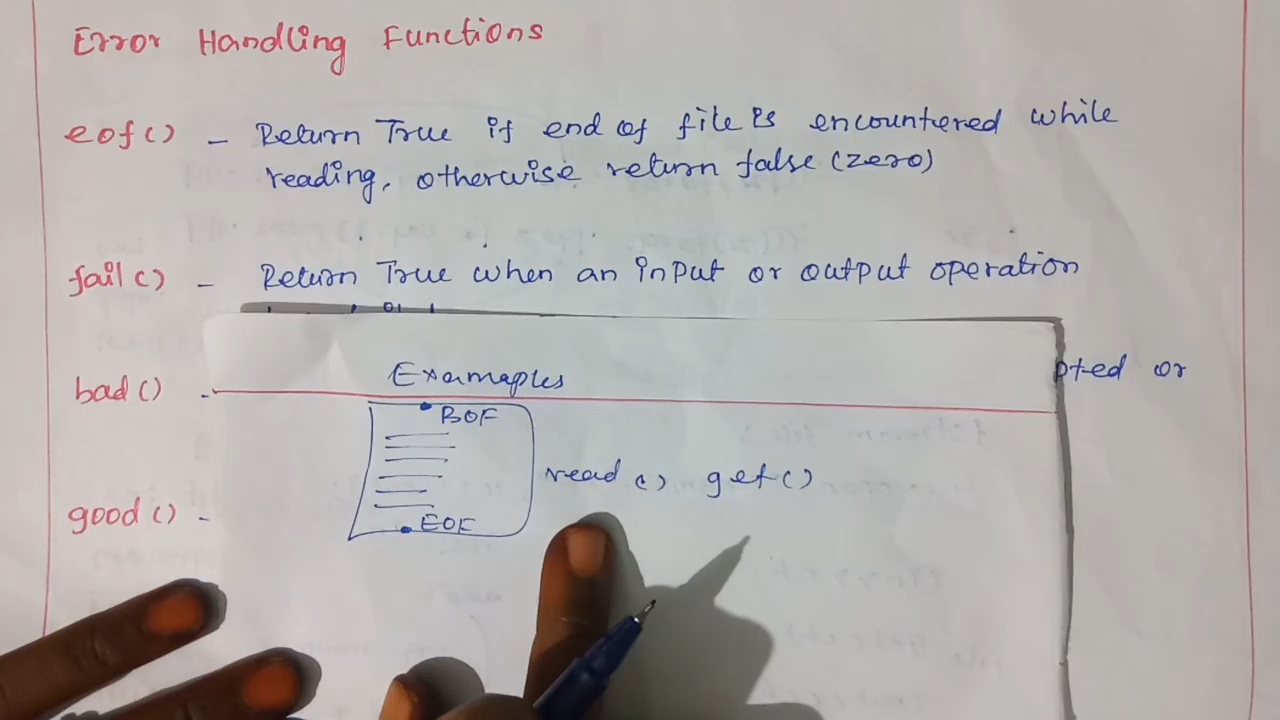 Error Handling Functions
eof() - Return True if end of file is encountered while
reading, otherwise return false (zero)
fail() - Return True when an input or output operation
Examaples
bad() - pted or
BOF
read () get()
good() -
EOF